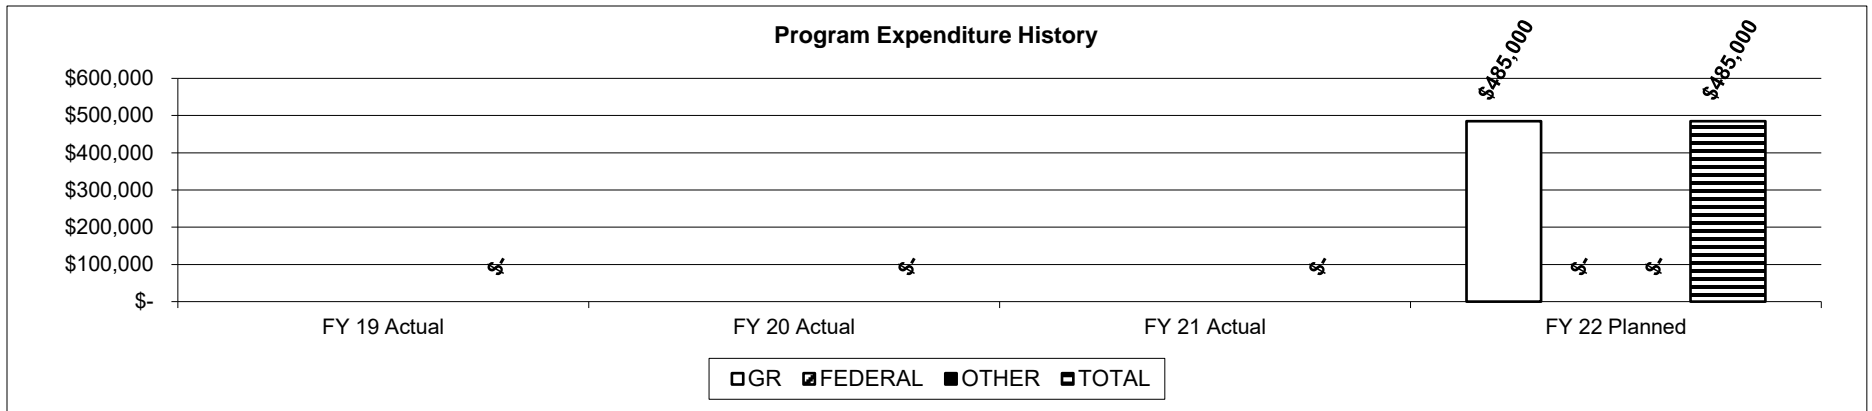 Program Expenditure History
$485,000 $485,000
$600,000
$500,000
$400,000
$300,000
$200,000
$100,000
$- $- $- $- $-
$-
FY 19 Actual FY 20 Actual FY 21 Actual FY 22 Planned
GR FEDERAL OTHER TOTAL